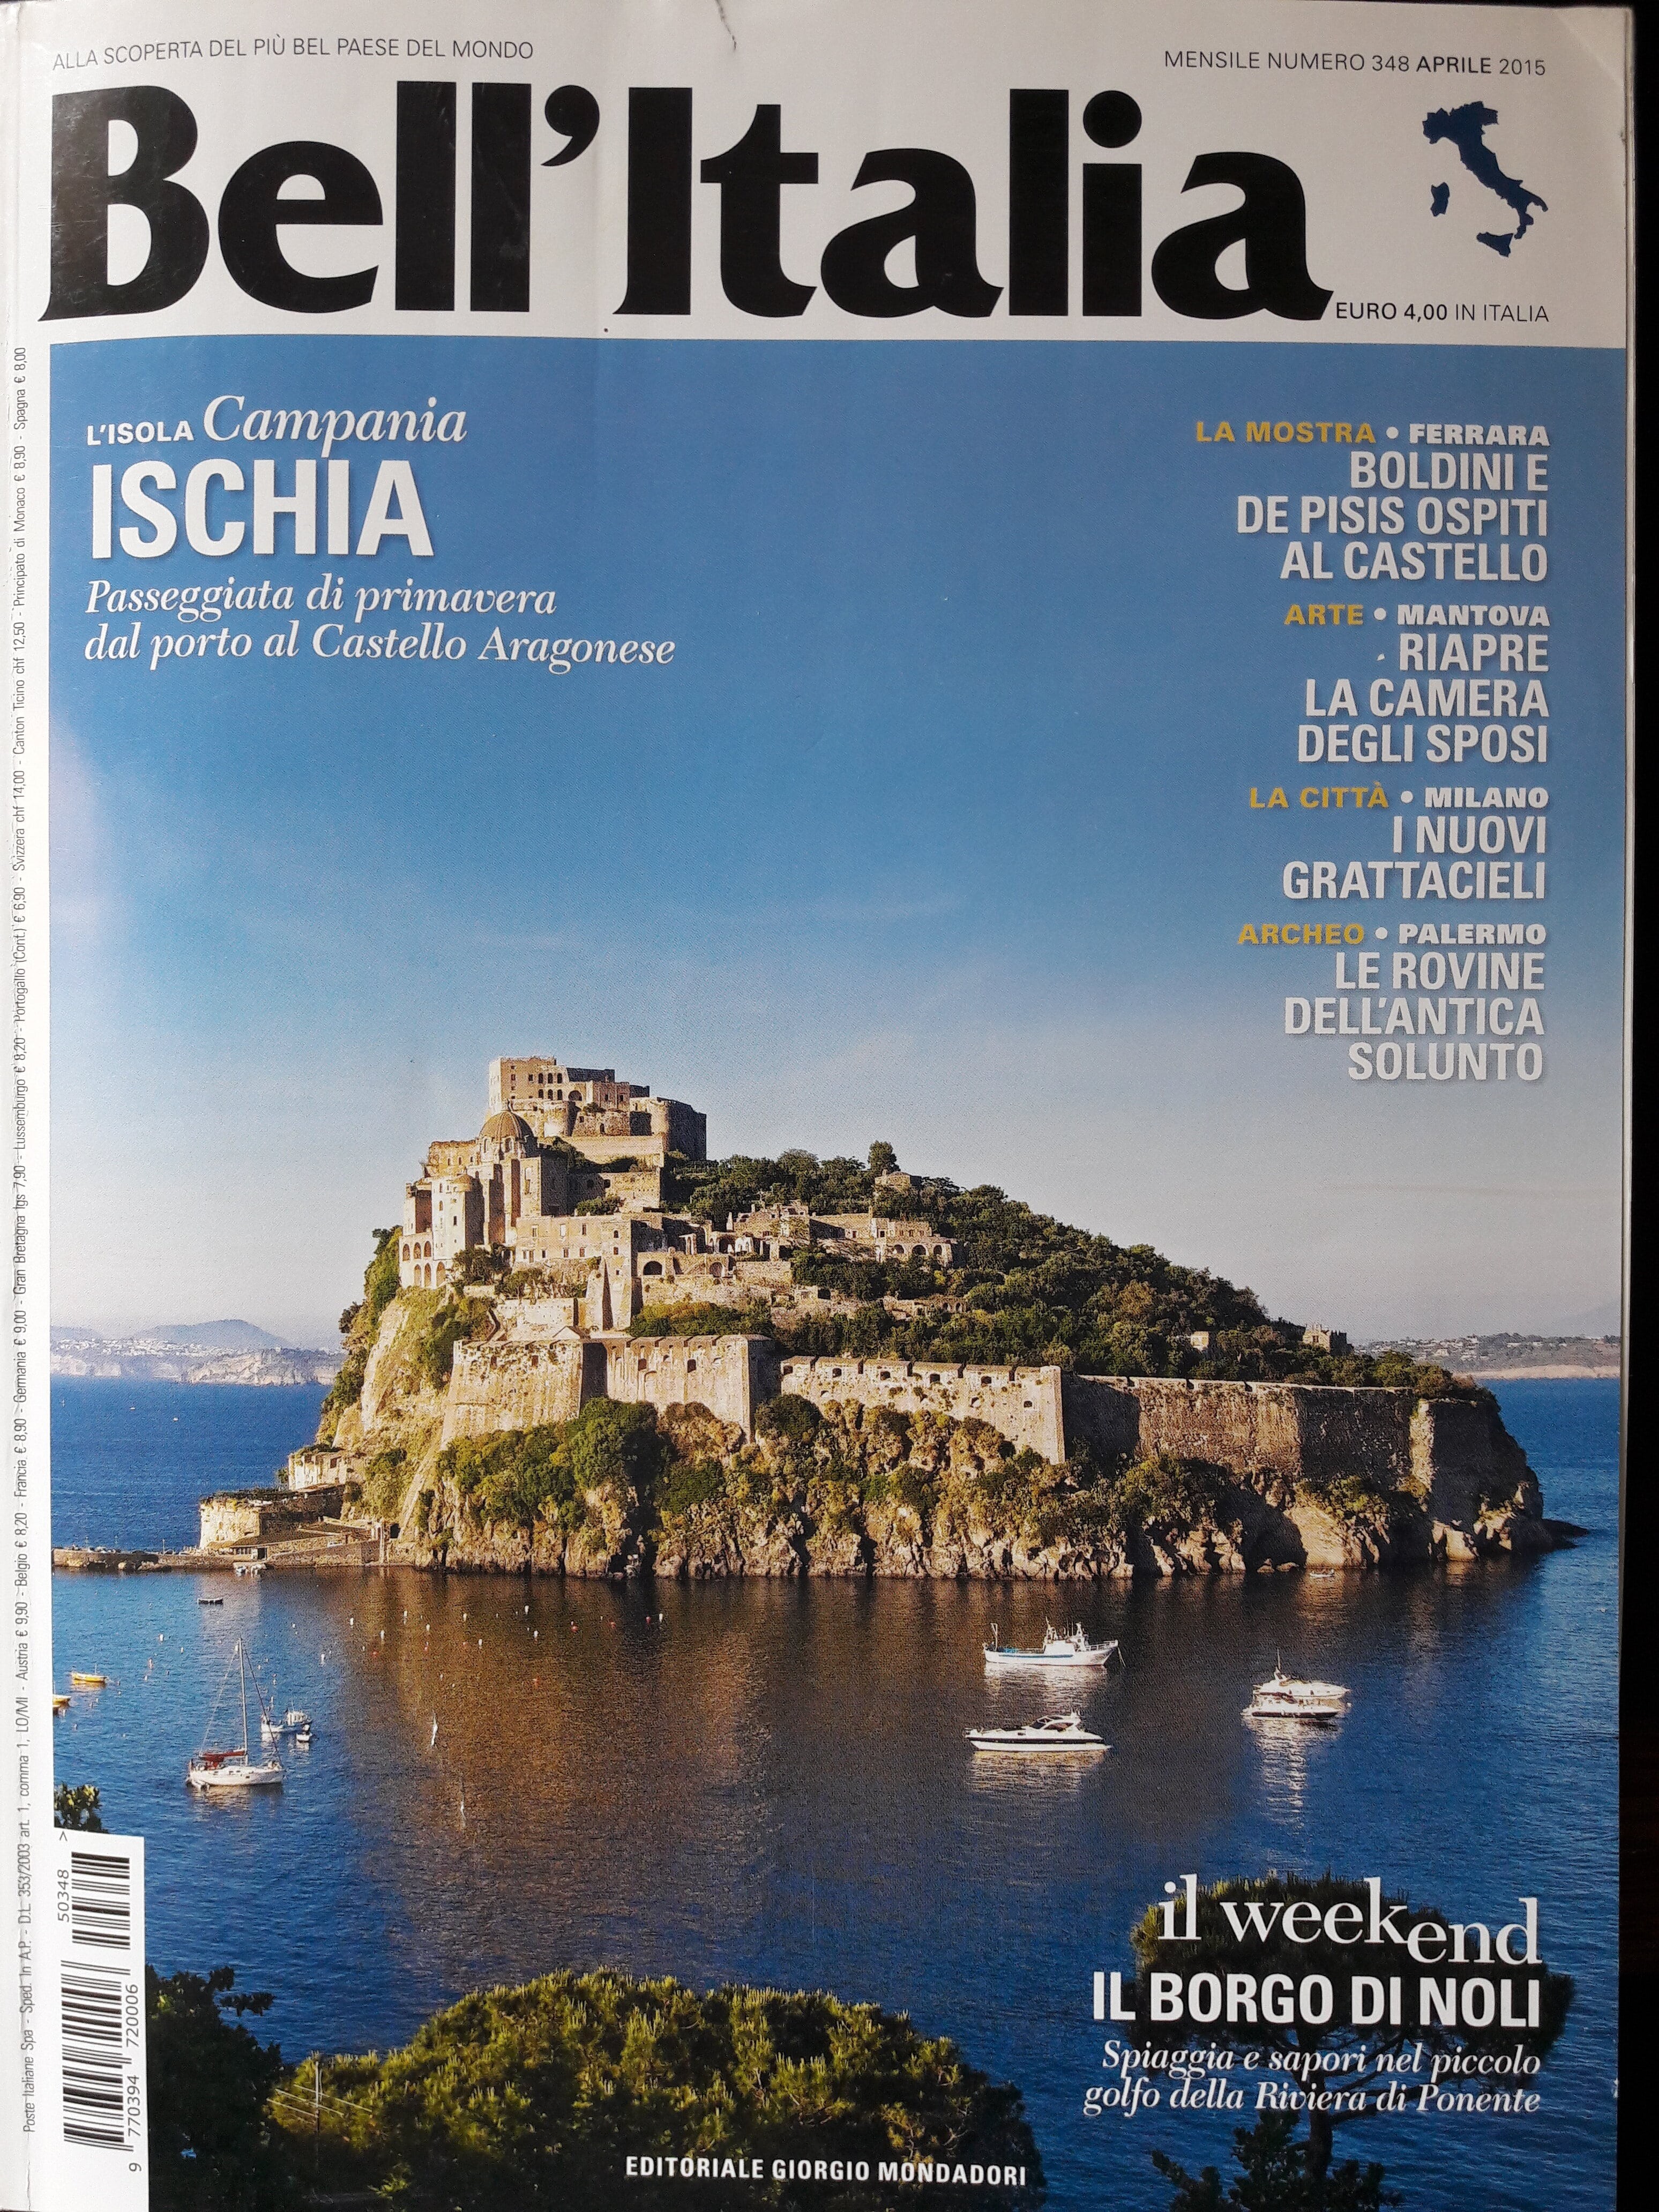 ALLA SCOPERTA DEL PIÙ BEL PAESE DEL MONDO
MENSILE NUMERO 348 APRILE 2015
Bell'Italia
EURO 4,00 IN ITALIA
L'ISOLA Campania
ISCHIA
Passeggiata di primavera
dal porto al Castello Aragonese
LA MOSTRA • FERRARA
BOLDINI E
DE PISIS OSPITI
AL CASTELLO
ARTE • MANTOVA
RIAPRE
LA CAMERA
DEGLI SPOSI
LA CITTÀ • MILANO
I NUOVI
GRATTACIELI
ARCHEO • PALERMO
LE ROVINE
DELL'ANTICA
SOLUNTO
il weekend
IL BORGO DI NOLI
Spiaggia e sapori nel piccolo
golfo della Riviera di Ponente
EDITORIALE GIORGIO MONDADORI
Poste Italiane Spa - Sped. In A.P. - D.L. 353/2003 art. 1, comma 1, LO/MI - Austria € 9,90 - Belgio € 8,20 - Francia € 8,90 - Germania € 9,00 - Gran Bretagna lgs 7,90 - Lussemburgo € 8,20 - Portogallo (Cont.) € 6,90 - Svizzera chf 14,00 - Canton Ticino chf 12,50 - Principato di Monaco € 8,90 - Spagna € 8,00
50348 >
9 770394 720006